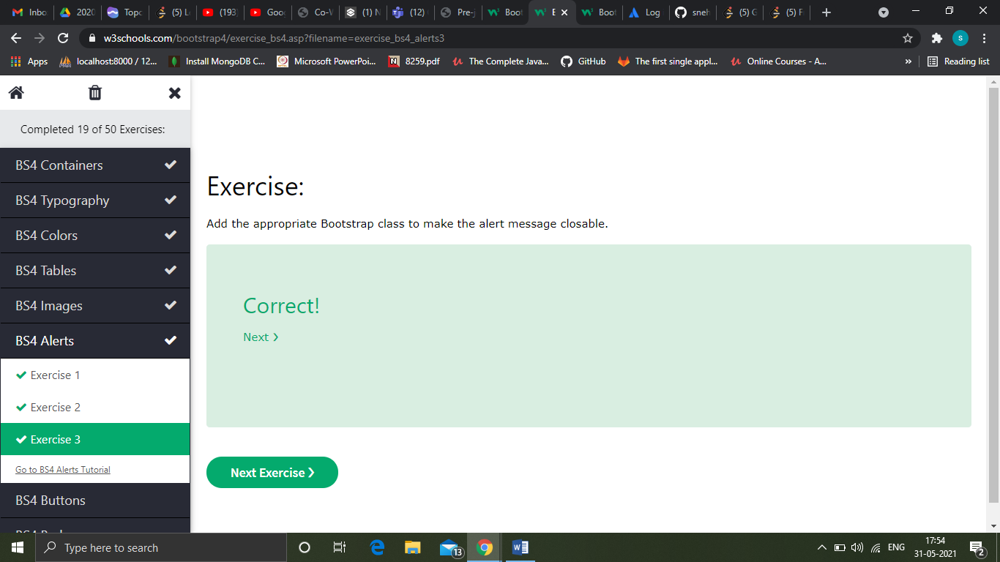 Inbo
2020
Topc
(5) Le
(193)
Goog
Co-V
(1) N
(12)
Pre-j
Boot
E
Boot
Log
sneh
(5) G
(5) F
w3schools.com/bootstrap4/exercise_bs4.asp?filename=exercise_bs4_alerts3
S
Apps
localhost:8000 / 12...
Install MongoDB C...
Microsoft PowerPoi...
8259.pdf
The Complete Java...
GitHub
The first single appl...
Online Courses - A...
»
Reading list
Completed 19 of 50 Exercises:
BS4 Containers
BS4 Typography
BS4 Colors
BS4 Tables
BS4 Images
BS4 Alerts
Exercise 1
Exercise 2
Exercise 3
Go to BS4 Alerts Tutorial
BS4 Buttons
Exercise:
Add the appropriate Bootstrap class to make the alert message closable.
Correct!
Next ❯
Next Exercise ❯
Type here to search
13
ENG
17:54
31-05-2021
2